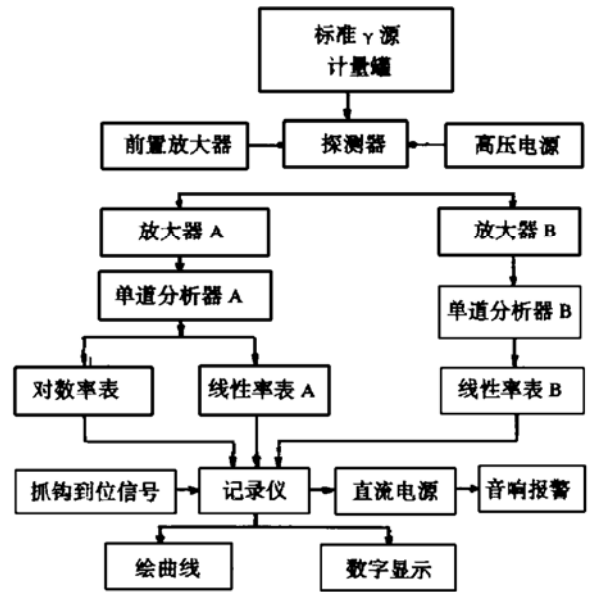 标准 γ 源
计量罐
前置放大器
探测器
高压电源
放大器 A
放大器 B
单道分析器 A
单道分析器 B
对数率表
线性率表 A
线性率表 B
抓钩到位信号
记录仪
直流电源
音响报警
绘曲线
数字显示